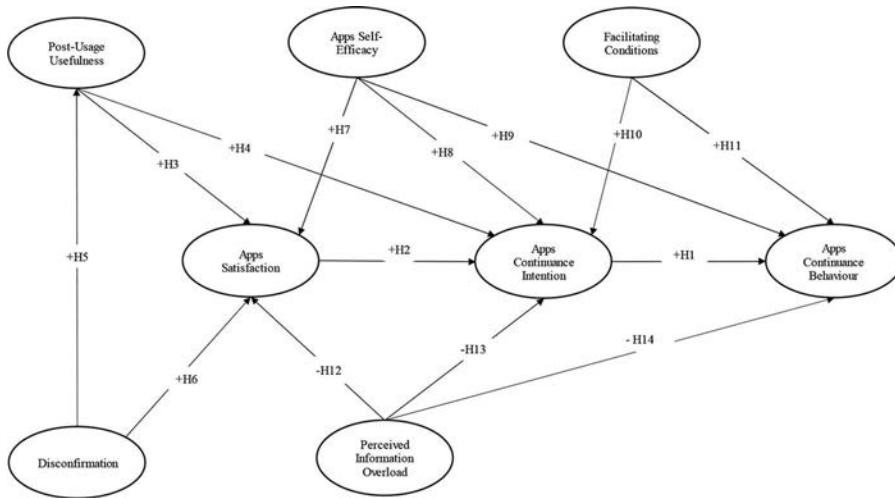 Post-Usage
Usefulness
Apps Self-
Efficacy
Facilitating
Conditions
+H3
+H4
+H7
+H8
+H9
+H10
+H11
+H5
Apps
Satisfaction
+H2
Apps
Continuance
Intention
+H1
Apps
Continuance
Behaviour
+H6
-H12
-H13
- H14
Disconfirmation
Perceived
Information
Overload